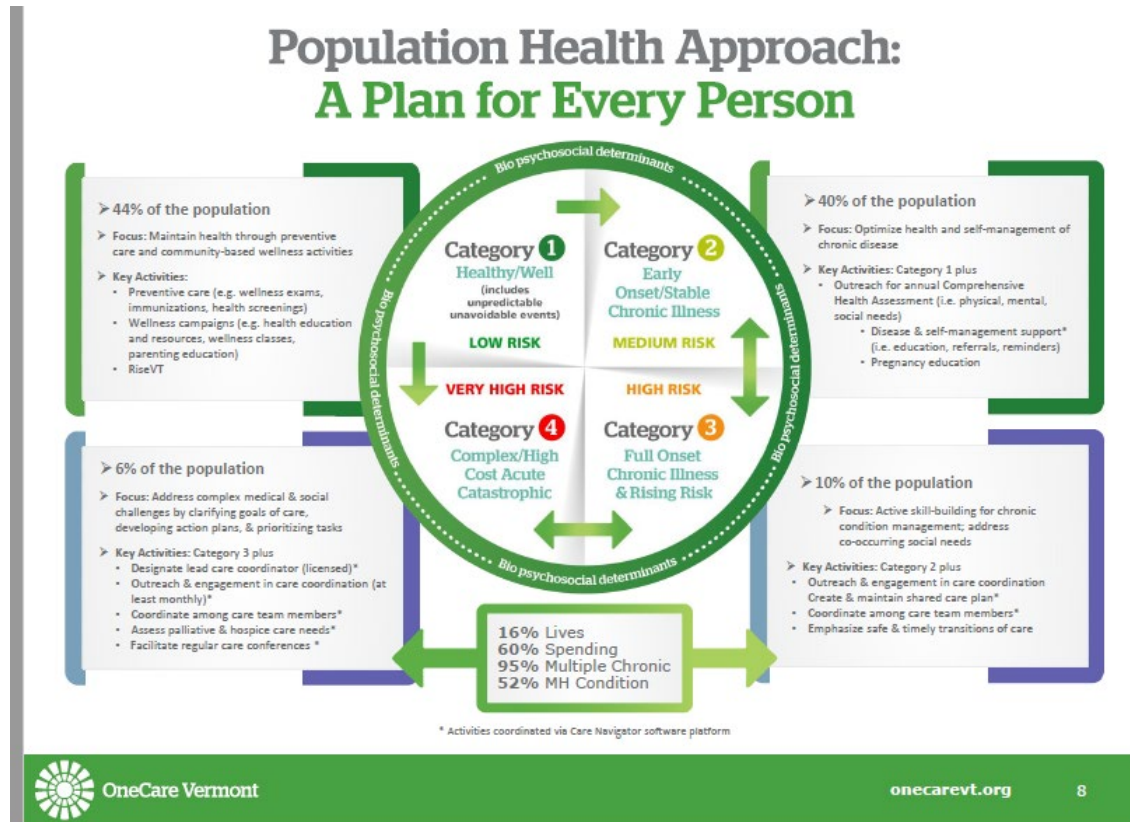 Population Health Approach:
A Plan for Every Person
➢ 44% of the population
➢ Focus: Maintain health through preventive
care and community-based wellness activities
➢ Key Activities:
• Preventive care (e.g. wellness exams,
immunizations, health screenings)
• Wellness campaigns (e.g. health education
and resources, wellness classes,
parenting education)
• RiseVT
Bio psychosocial determinants
Bio psychosocial determinants
Bio psychosocial determinants
Bio psychosocial determinants
Category 1
Healthy/Well
(includes
unpredictable
unavoidable events)
LOW RISK
Category 2
Early
Onset/Stable
Chronic Illness
MEDIUM RISK
➢ 40% of the population
➢ Focus: Optimize health and self-management of
chronic disease
➢ Key Activities: Category 1 plus
• Outreach for annual Comprehensive
Health Assessment (i.e. physical, mental,
social needs)
• Disease & self-management support*
(i.e. education, referrals, reminders)
• Pregnancy education
➢ 6% of the population
➢ Focus: Address complex medical & social
challenges by clarifying goals of care,
developing action plans, & prioritizing tasks
➢ Key Activities: Category 3 plus
• Designate lead care coordinator (licensed)*
• Outreach & engagement in care coordination (at
least monthly)*
• Coordinate among care team members*
• Assess palliative & hospice care needs*
• Facilitate regular care conferences *
VERY HIGH RISK
Category 4
Complex/High
Cost Acute
Catastrophic
HIGH RISK
Category 3
Full Onset
Chronic Illness
& Rising Risk
➢ 10% of the population
➢ Focus: Active skill-building for chronic
condition management; address
co-occurring social needs
➢ Key Activities: Category 2 plus
• Outreach & engagement in care coordination
Create & maintain shared care plan*
• Coordinate among care team members*
• Emphasize safe & timely transitions of care
16% Lives
60% Spending
95% Multiple Chronic
52% MH Condition
* Activities coordinated via Care Navigator software platform
OneCare Vermont
onecarevt.org 8